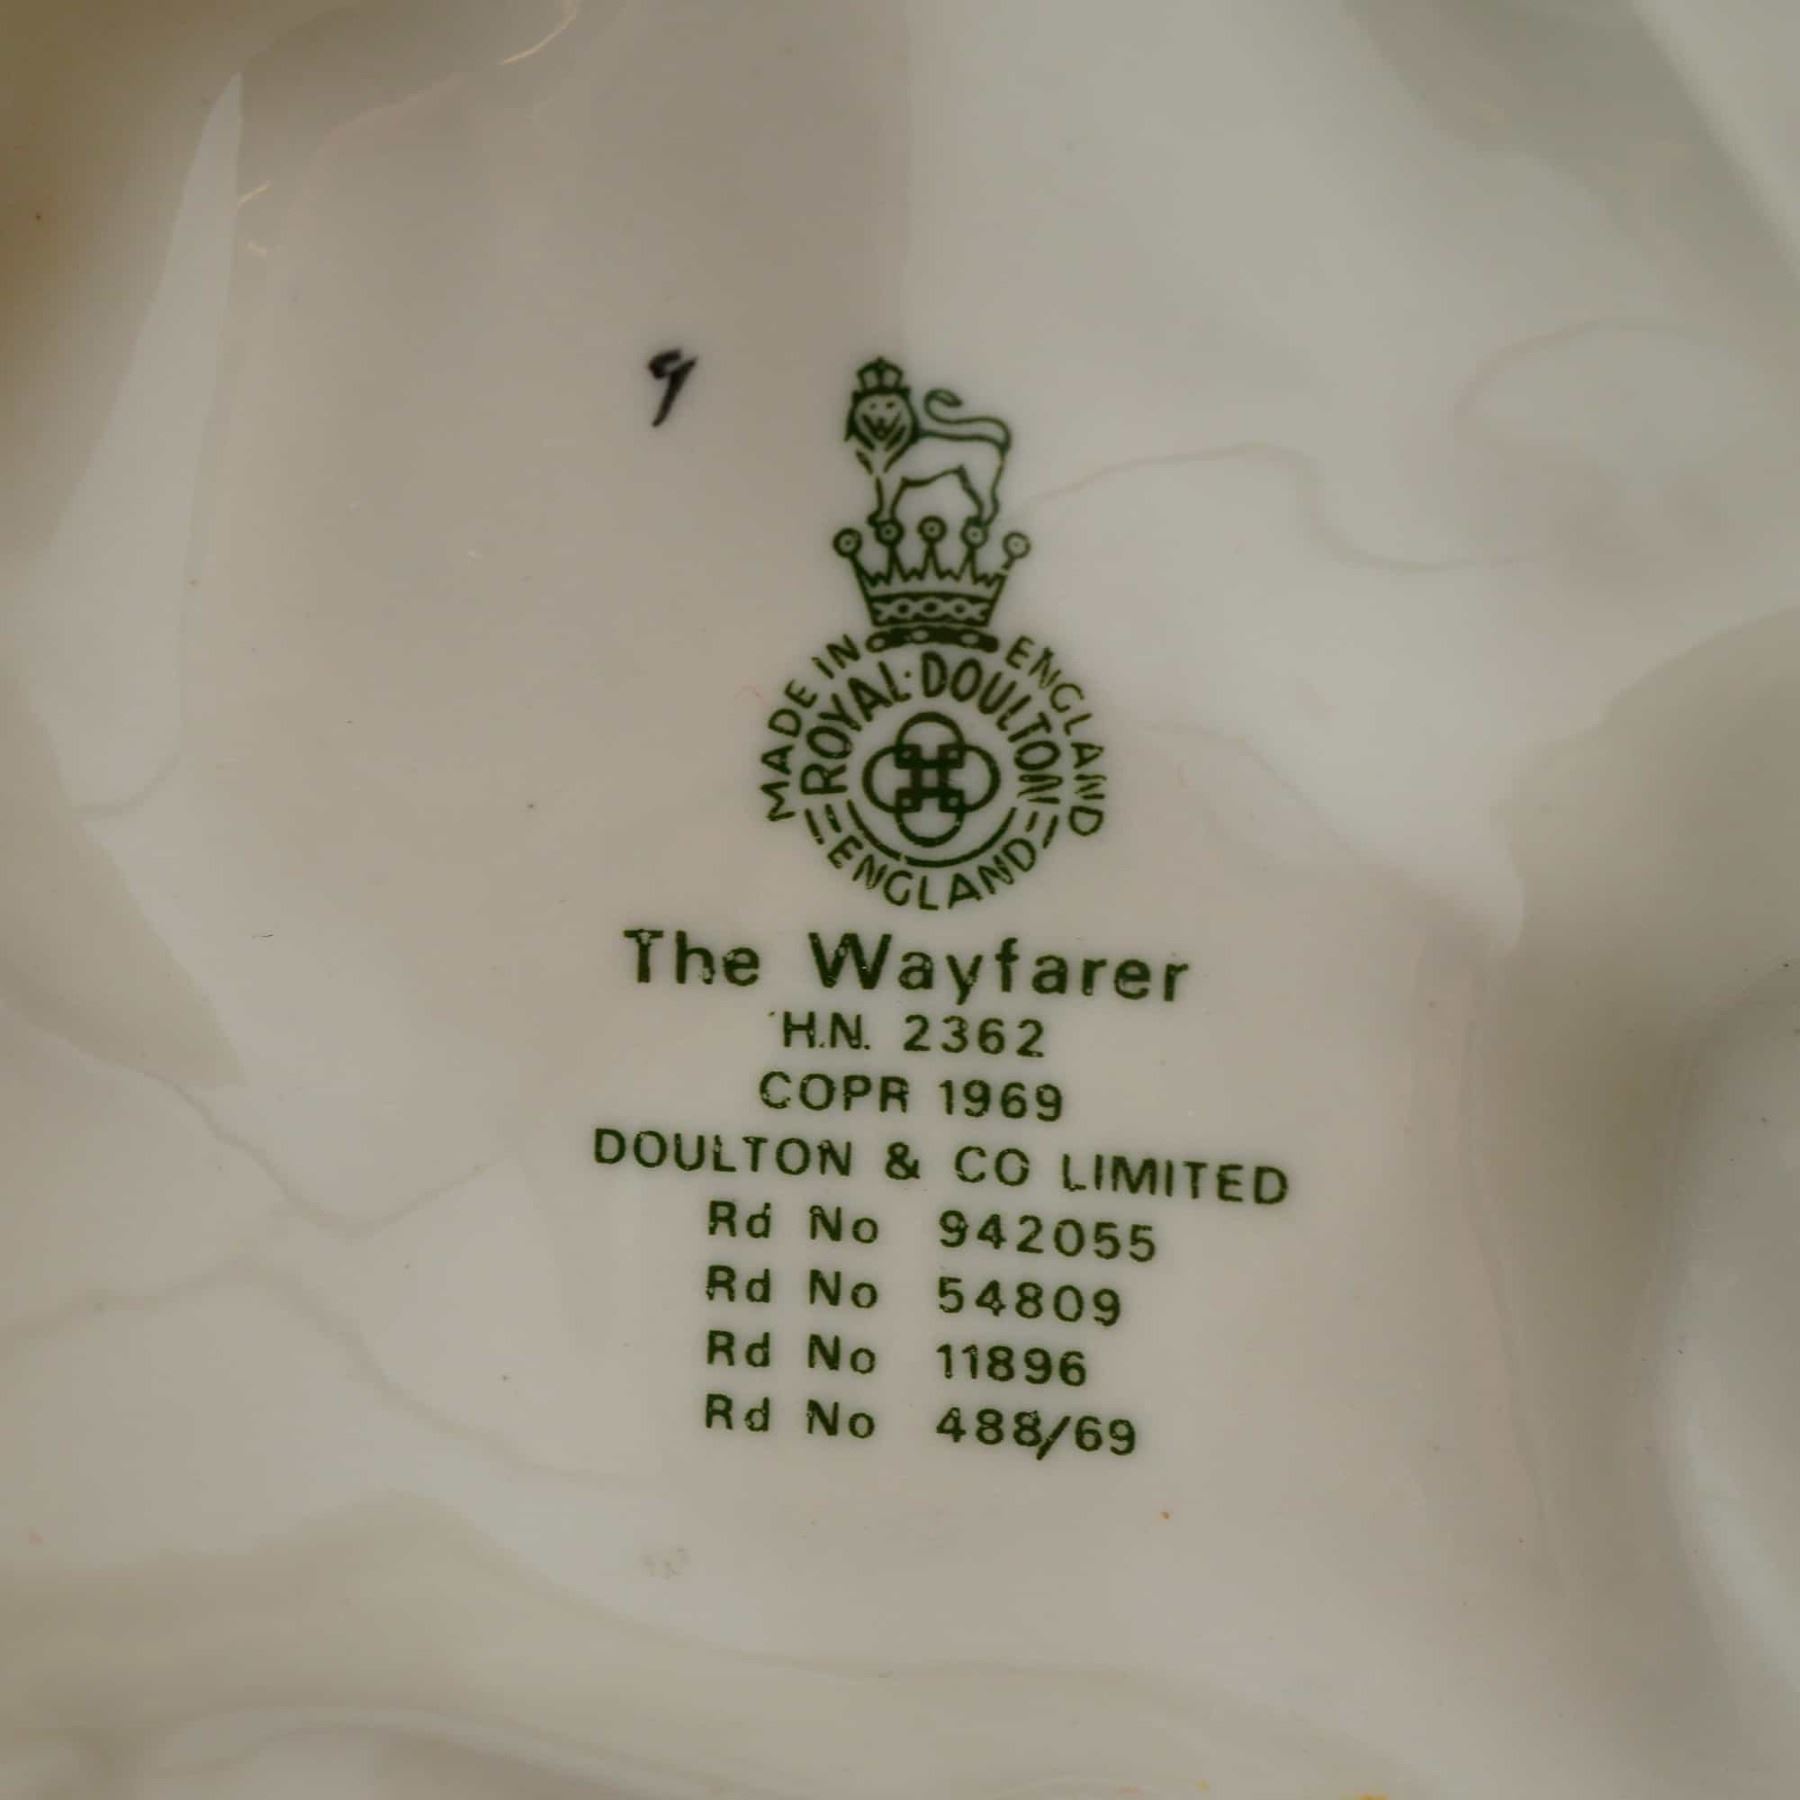 9
MADE IN ENGLAND
ROYAL·DOULTON
ENGLAND
The Wayfarer
H.N. 2362
COPR 1969
DOULTON & CO LIMITED
Rd No 942055
Rd No 54809
Rd No 11896
Rd No 488/69